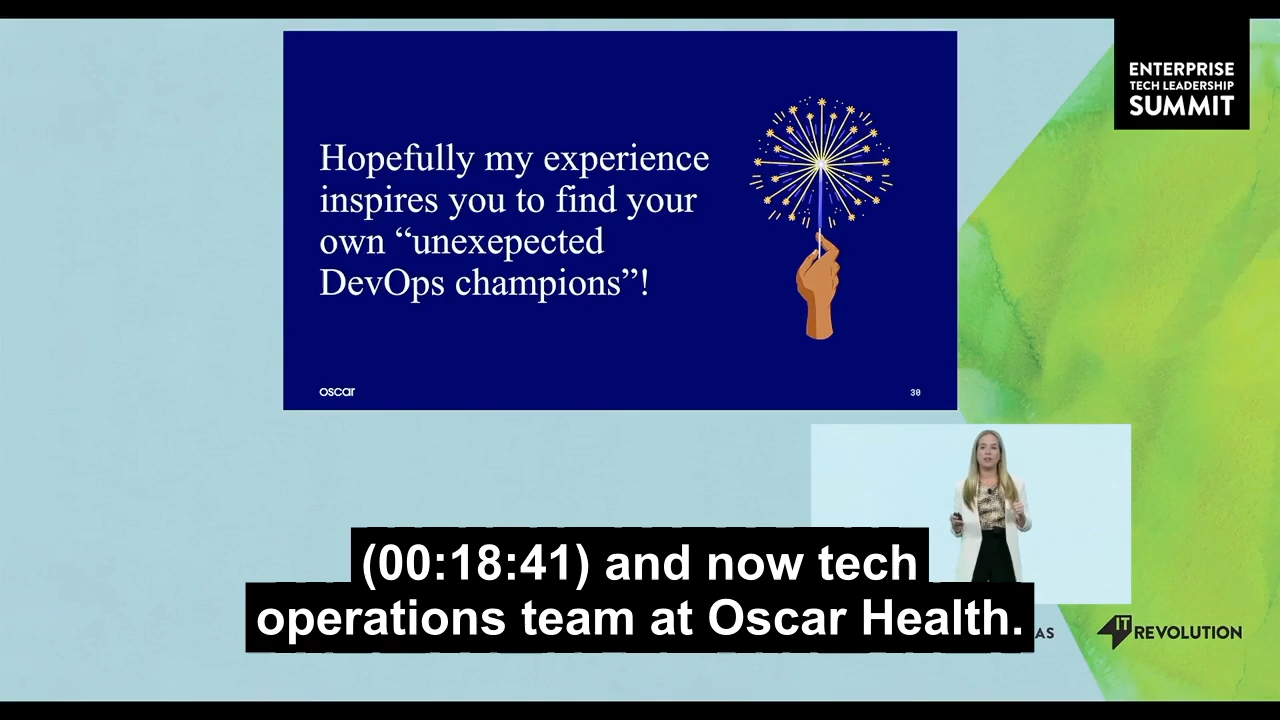 ENTERPRISE
TECH LEADERSHIP
SUMMIT
Hopefully my experience
inspires you to find your
own “unexepected
DevOps champions”!
oscar
30
(00:18:41) and now tech
operations team at Oscar Health.
AS
IT REVOLUTION